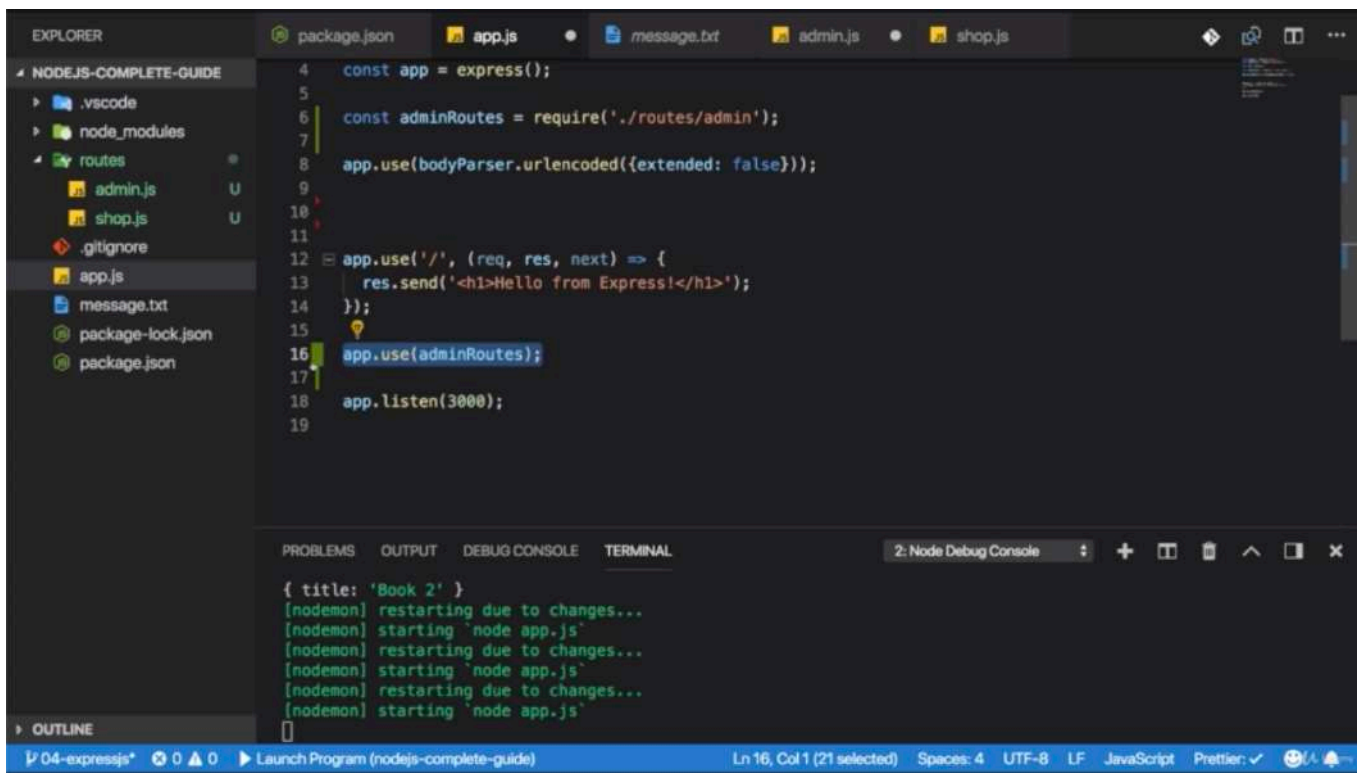 EXPLORER
package.json
app.js
message.txt
admin.js
shop.js
NODEJS-COMPLETE-GUIDE
.vscode
node_modules
routes
admin.js U
shop.js U
.gitignore
app.js
message.txt
package-lock.json
package.json
OUTLINE
4 const app = express();
5
6 const adminRoutes = require('./routes/admin');
7
8 app.use(bodyParser.urlencoded({extended: false}));
9
10
11
12 app.use('/', (req, res, next) => {
13 res.send('<h1>Hello from Express!</h1>');
14 });
15
16 app.use(adminRoutes);
17
18 app.listen(3000);
19
PROBLEMS OUTPUT DEBUG CONSOLE TERMINAL 2: Node Debug Console
{ title: 'Book 2' }
[nodemon] restarting due to changes...
[nodemon] starting `node app.js`
[nodemon] restarting due to changes...
[nodemon] starting `node app.js`
[nodemon] restarting due to changes...
[nodemon] starting `node app.js`
04-expressjs* 0 0 Launch Program (nodejs-complete-guide) Ln 16, Col 1 (21 selected) Spaces: 4 UTF-8 LF JavaScript Prettier: ✓